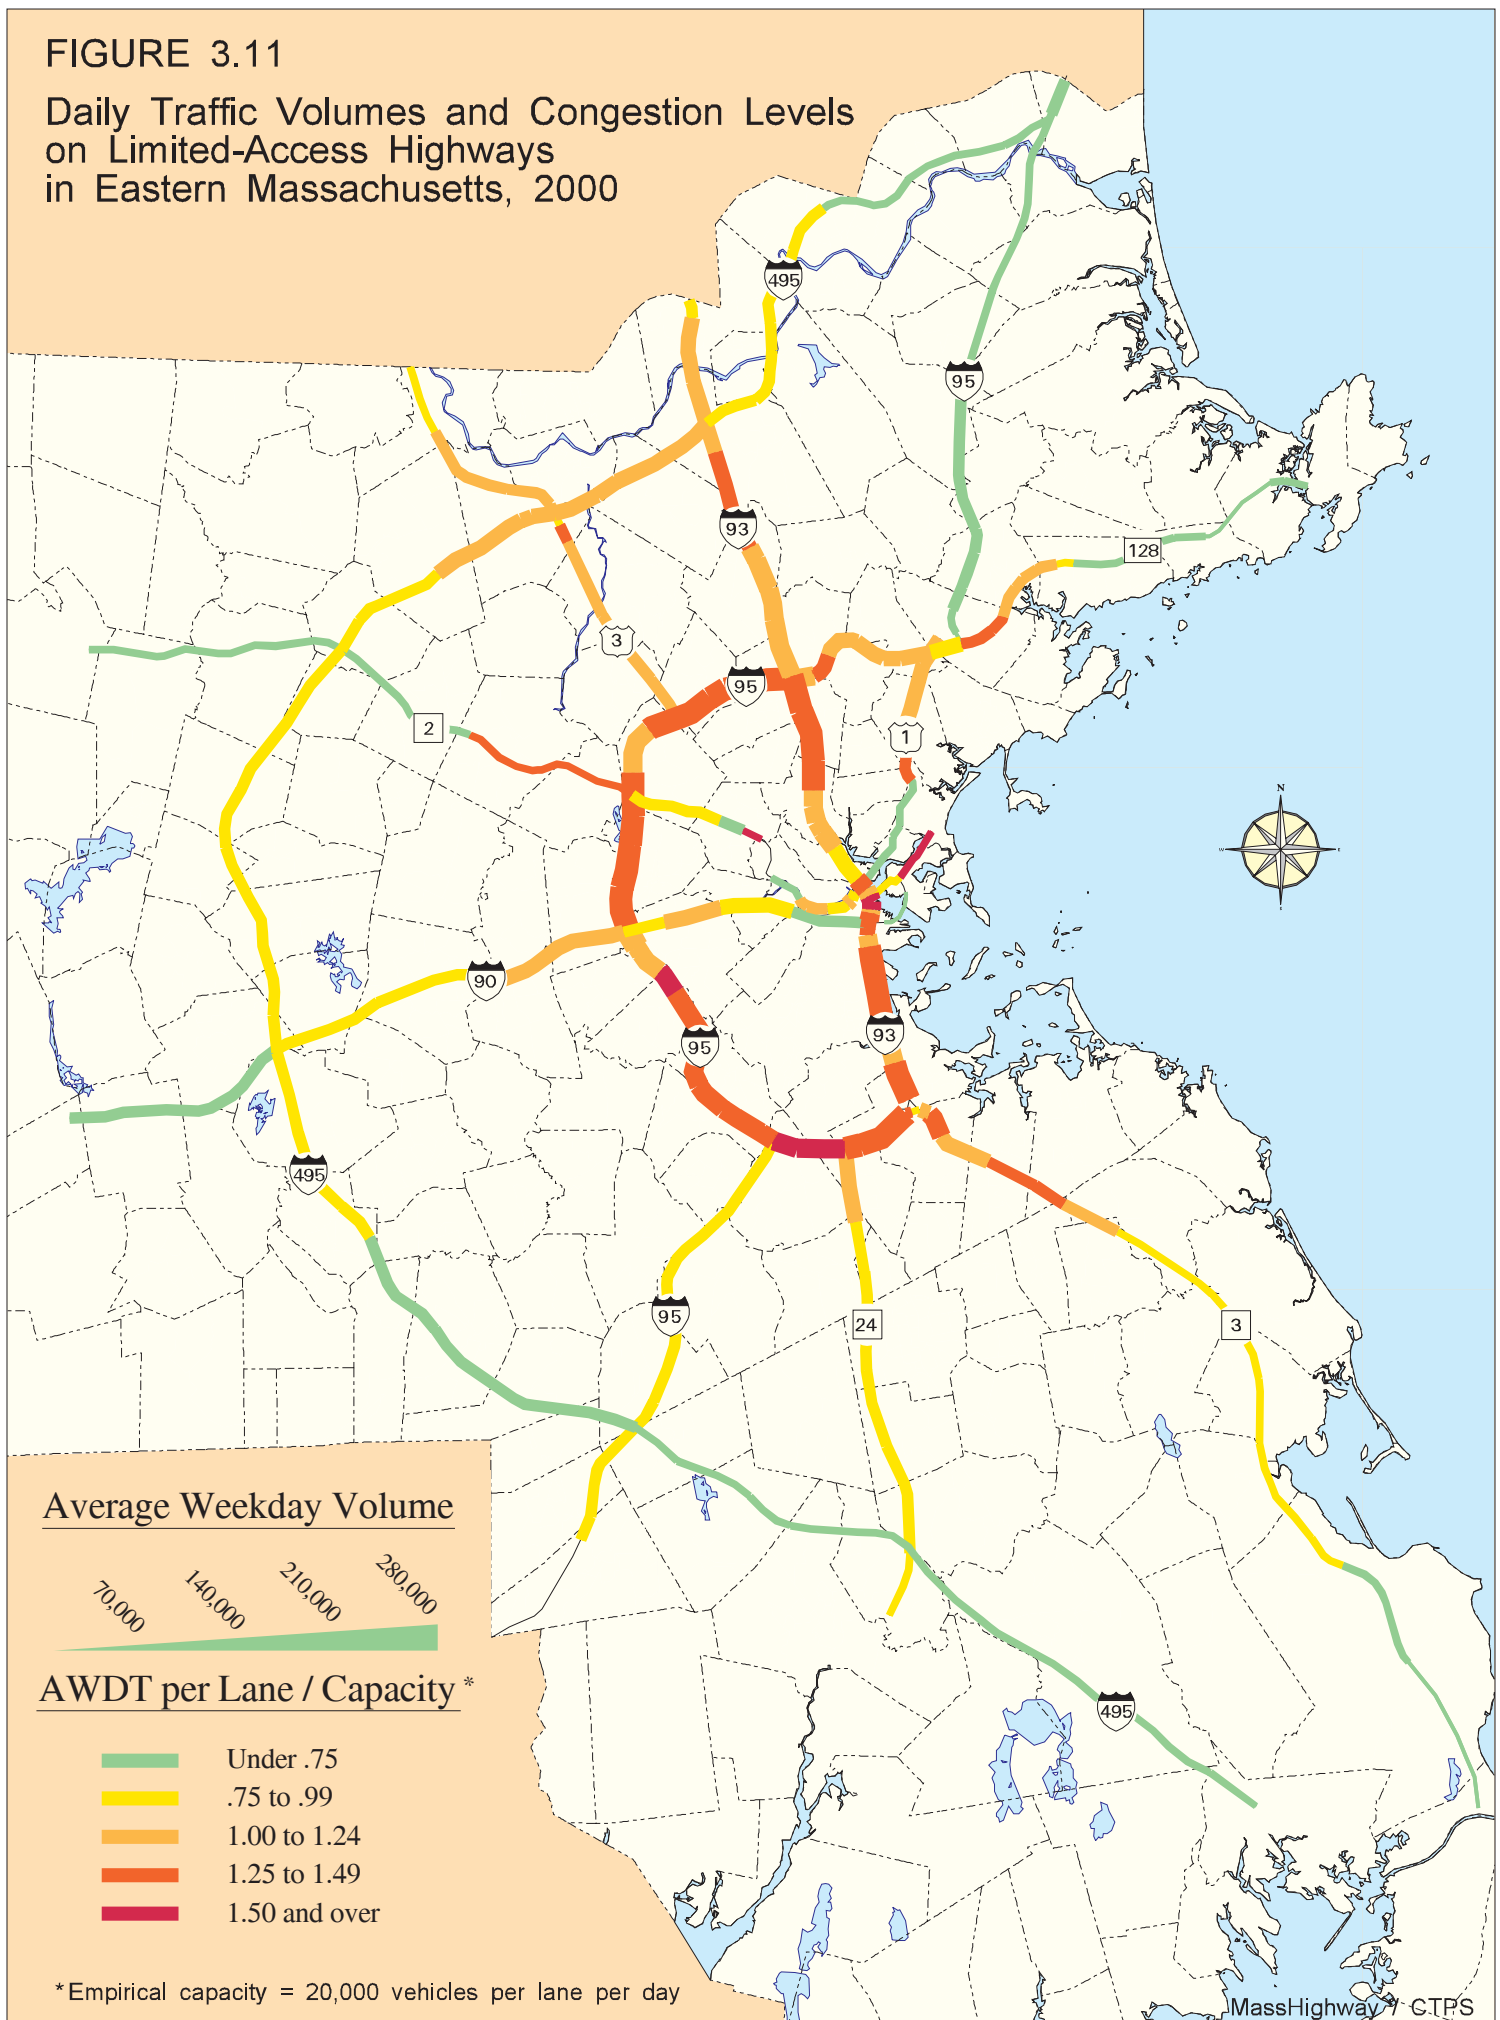 FIGURE 3.11
Daily Traffic Volumes and Congestion Levels
on Limited-Access Highways
in Eastern Massachusetts, 2000
495
95
93
128
3
95
2
1
N
W
E
S
90
95
93
495
95
24
3
Average Weekday Volume
70,000
140,000
210,000
280,000
AWDT per Lane / Capacity *
495
Under .75
.75 to .99
1.00 to 1.24
1.25 to 1.49
1.50 and over
*Empirical capacity = 20,000 vehicles per lane per day
MassHighway / CTPS